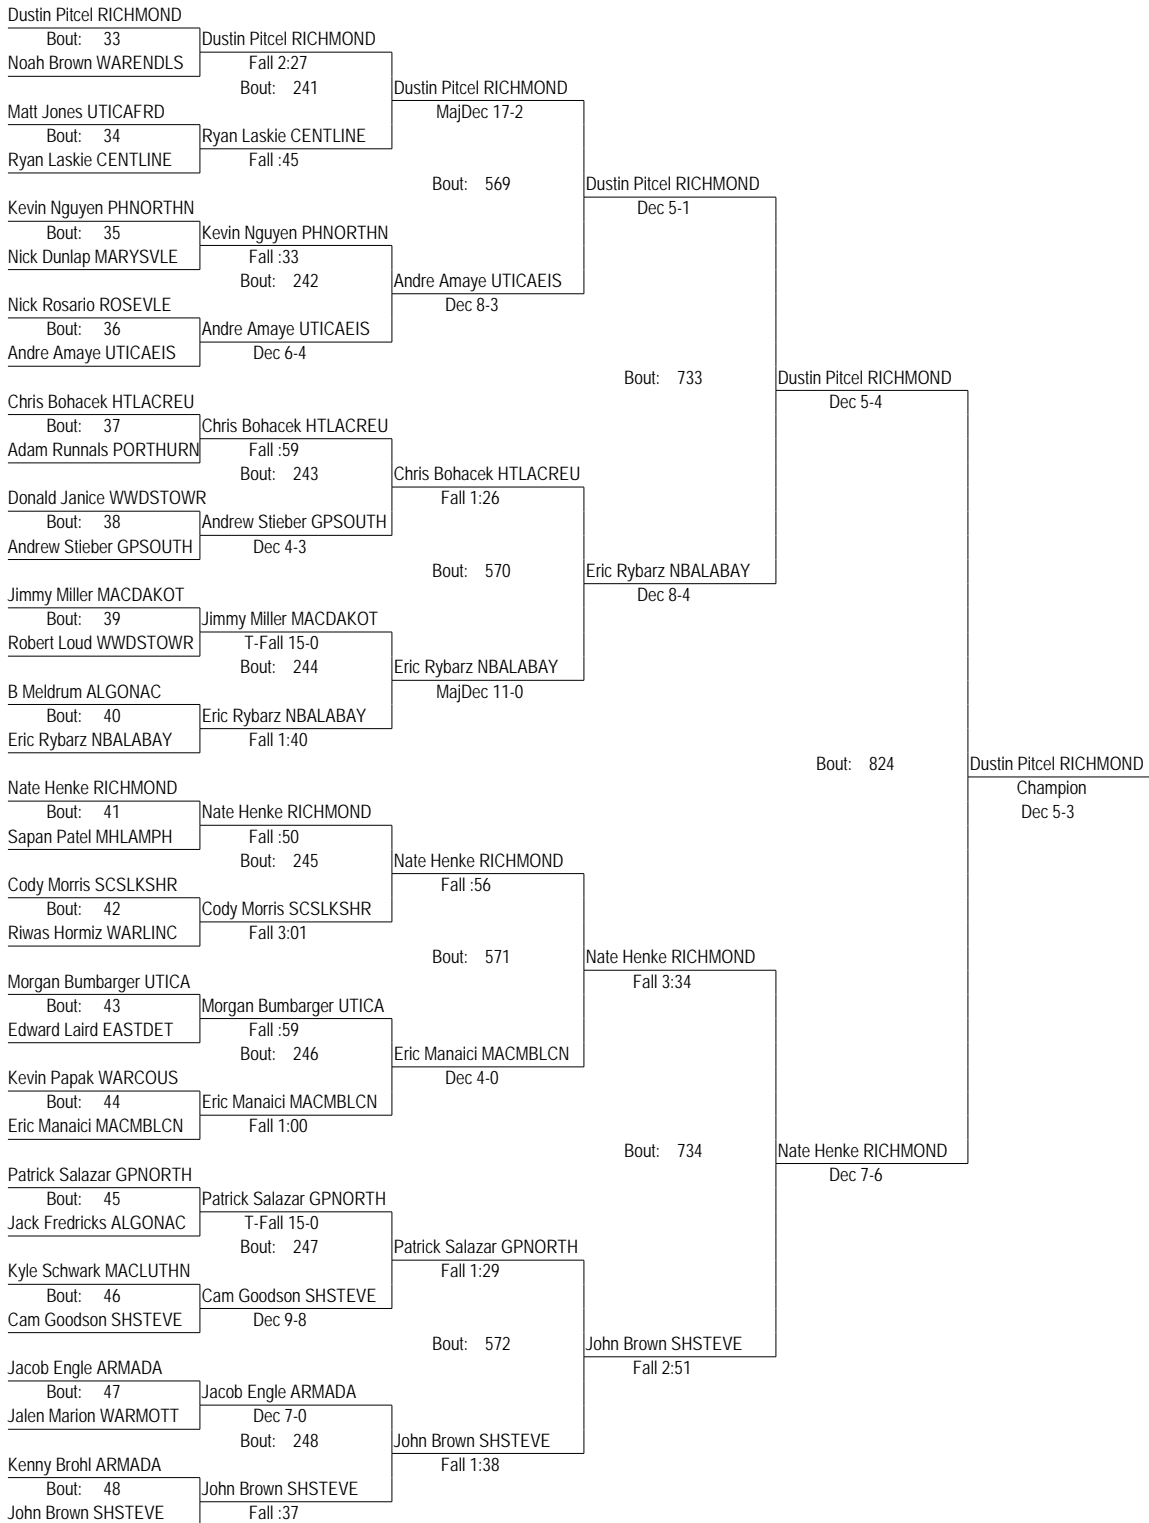 Dustin Pitcel RICHMOND
Bout: 33
Dustin Pitcel RICHMOND
Noah Brown WARENDLS
Fall 2:27
Bout: 241
Dustin Pitcel RICHMOND
Matt Jones UTICAFRD
MajDec 17-2
Bout: 34
Ryan Laskie CENTLINE
Ryan Laskie CENTLINE
Fall :45
Bout: 569
Dustin Pitcel RICHMOND
Kevin Nguyen PHNORTHN
Dec 5-1
Bout: 35
Kevin Nguyen PHNORTHN
Nick Dunlap MARYSVLE
Fall :33
Bout: 242
Andre Amaye UTICAEIS
Nick Rosario ROSEVLE
Dec 8-3
Bout: 36
Andre Amaye UTICAEIS
Andre Amaye UTICAEIS
Dec 6-4
Bout: 733
Dustin Pitcel RICHMOND
Chris Bohacek HTLACREU
Dec 5-4
Bout: 37
Chris Bohacek HTLACREU
Adam Runnals PORTHURN
Fall :59
Bout: 243
Chris Bohacek HTLACREU
Donald Janice WWDSTOWR
Fall 1:26
Bout: 38
Andrew Stieber GPSOUTH
Andrew Stieber GPSOUTH
Dec 4-3
Bout: 570
Eric Rybarz NBALABAY
Jimmy Miller MACDAKOT
Dec 8-4
Bout: 39
Jimmy Miller MACDAKOT
Robert Loud WWDSTOWR
T-Fall 15-0
Bout: 244
Eric Rybarz NBALABAY
B Meldrum ALGONAC
MajDec 11-0
Bout: 40
Eric Rybarz NBALABAY
Eric Rybarz NBALABAY
Fall 1:40
Bout: 824
Dustin Pitcel RICHMOND
Nate Henke RICHMOND
Champion
Bout: 41
Nate Henke RICHMOND
Dec 5-3
Sapan Patel MHLAMPH
Fall :50
Bout: 245
Nate Henke RICHMOND
Cody Morris SCSLKSHR
Fall :56
Bout: 42
Cody Morris SCSLKSHR
Riwas Hormiz WARLINC
Fall 3:01
Bout: 571
Nate Henke RICHMOND
Morgan Bumbarger UTICA
Fall 3:34
Bout: 43
Morgan Bumbarger UTICA
Edward Laird EASTDET
Fall :59
Bout: 246
Eric Manaici MACMBLCN
Kevin Papak WARCOUS
Dec 4-0
Bout: 44
Eric Manaici MACMBLCN
Eric Manaici MACMBLCN
Fall 1:00
Bout: 734
Nate Henke RICHMOND
Patrick Salazar GPNORTH
Dec 7-6
Bout: 45
Patrick Salazar GPNORTH
Jack Fredricks ALGONAC
T-Fall 15-0
Bout: 247
Patrick Salazar GPNORTH
Kyle Schwark MACLUTHN
Fall 1:29
Bout: 46
Cam Goodson SHSTEVE
Cam Goodson SHSTEVE
Dec 9-8
Bout: 572
John Brown SHSTEVE
Jacob Engle ARMADA
Fall 2:51
Bout: 47
Jacob Engle ARMADA
Jalen Marion WARMOTT
Dec 7-0
Bout: 248
John Brown SHSTEVE
Kenny Brohl ARMADA
Fall 1:38
Bout: 48
John Brown SHSTEVE
John Brown SHSTEVE
Fall :37